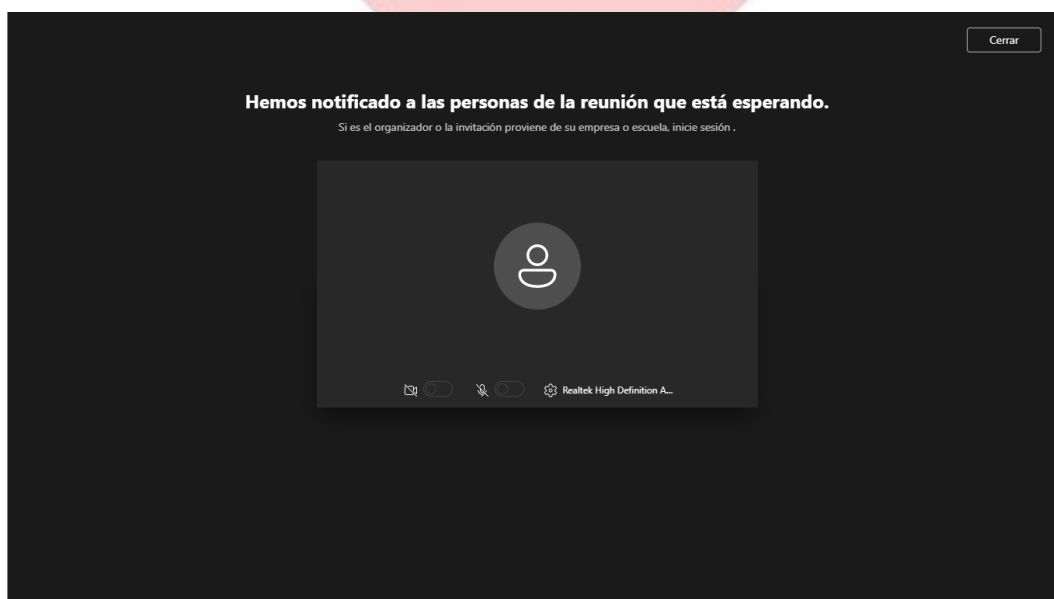 Cerrar
Hemos notificado a las personas de la reunión que está esperando.
Si es el organizador o la invitación proviene de su empresa o escuela, inicie sesión .
Realtek High Definition A...